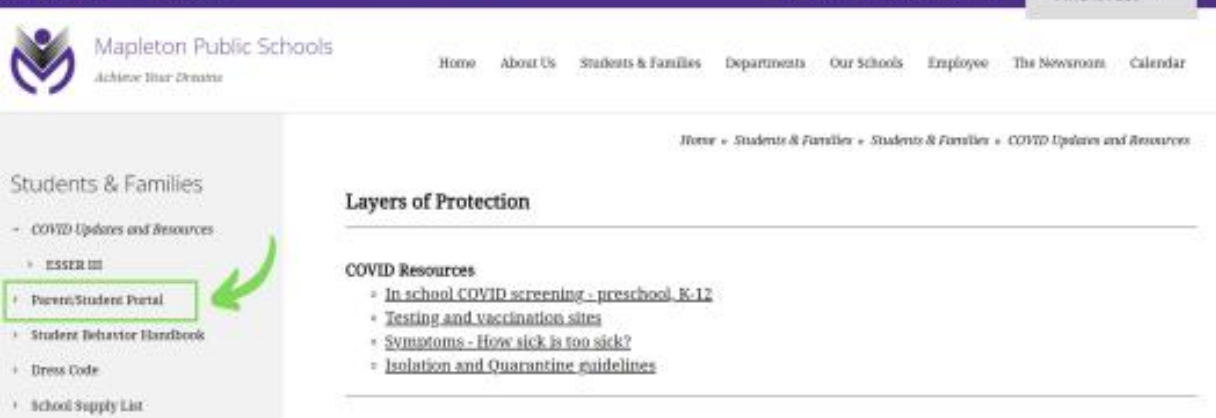 Mapleton Public Schools
Achieve Your Dreams
Home About Us Students & Families Departments Our Schools Employee The Newsroom Calendar
Home » Students & Families » Students & Families » COVID Updates and Resources
Students & Families
COVID Updates and Resources
ESSER III
Parent/Student Portal
Student Behavior Handbook
Dress Code
School Supply List
Layers of Protection
COVID Resources
In school COVID screening - preschool, K-12
Testing and vaccination sites
Symptoms - How sick is too sick?
Isolation and Quarantine guidelines